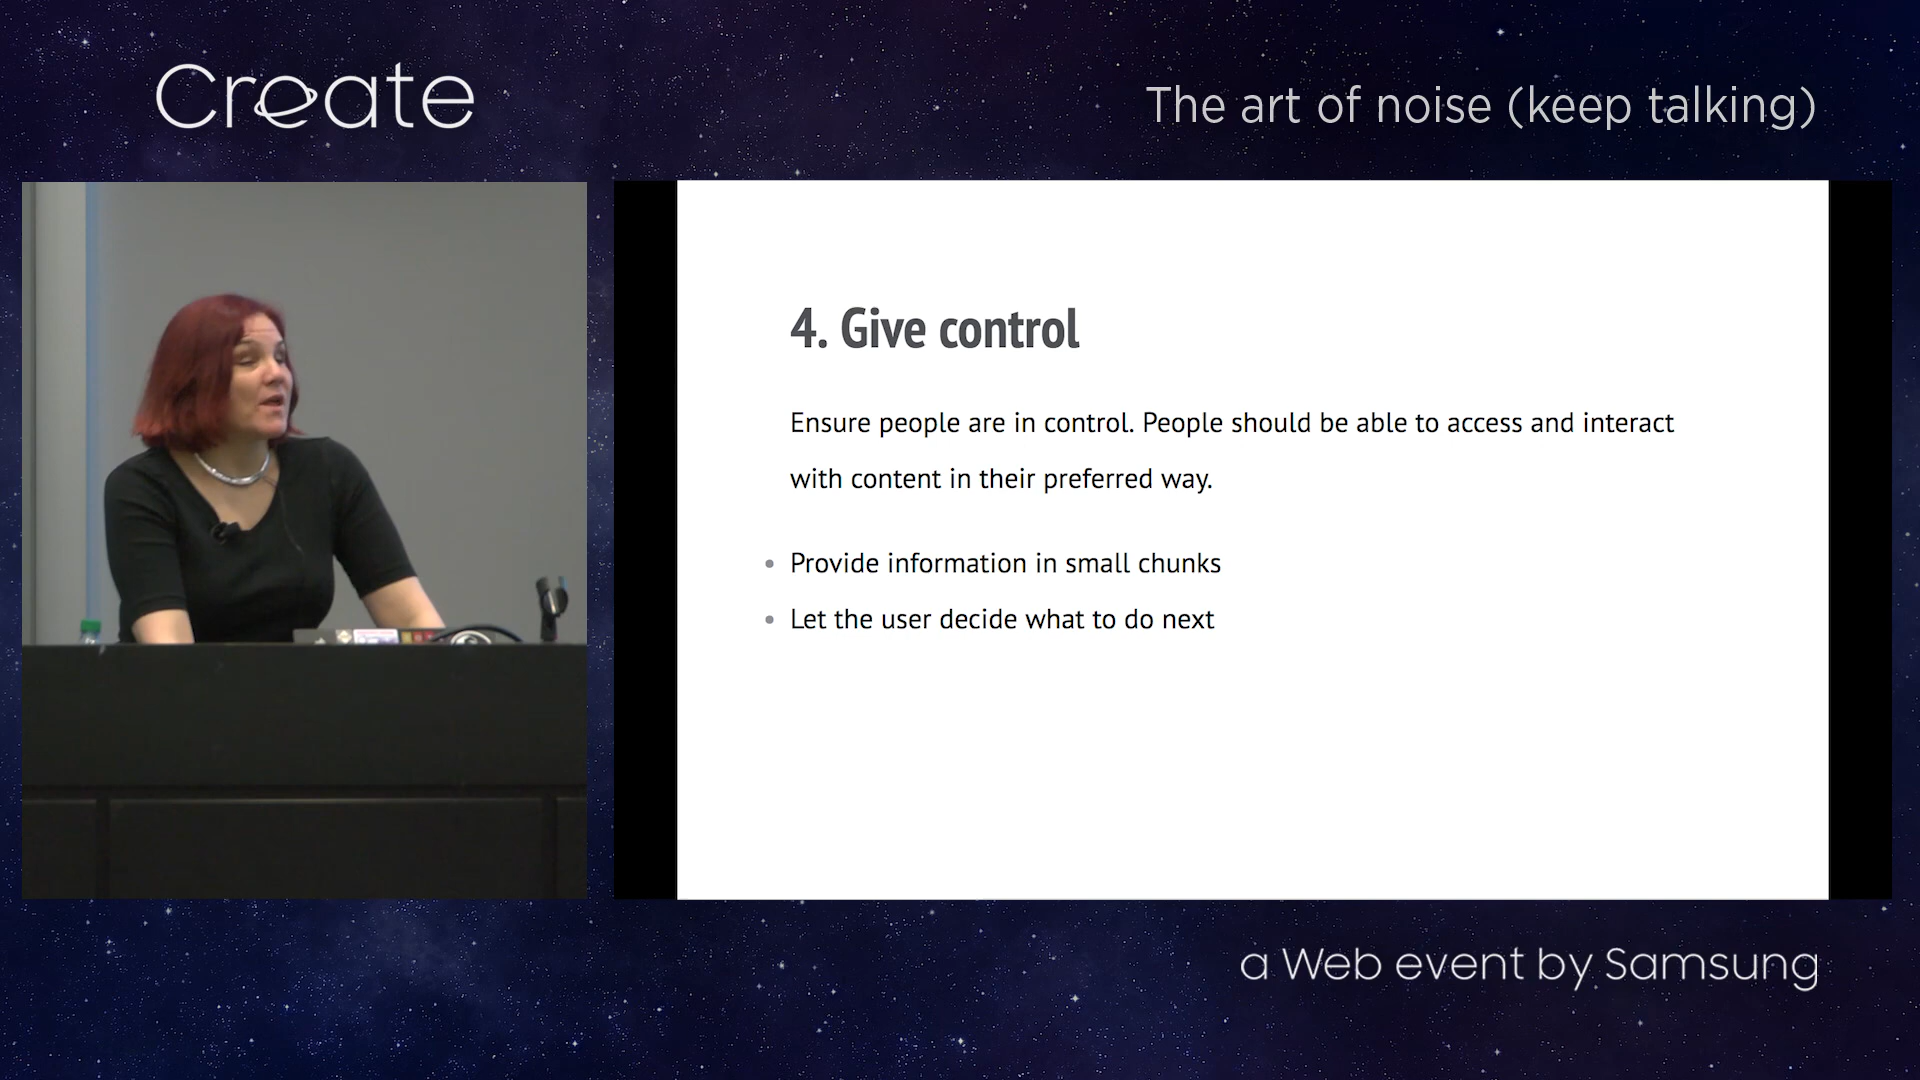 Create
The art of noise (keep talking)
4. Give control
Ensure people are in control. People should be able to access and interact
with content in their preferred way.
• Provide information in small chunks
• Let the user decide what to do next
a Web event by Samsung